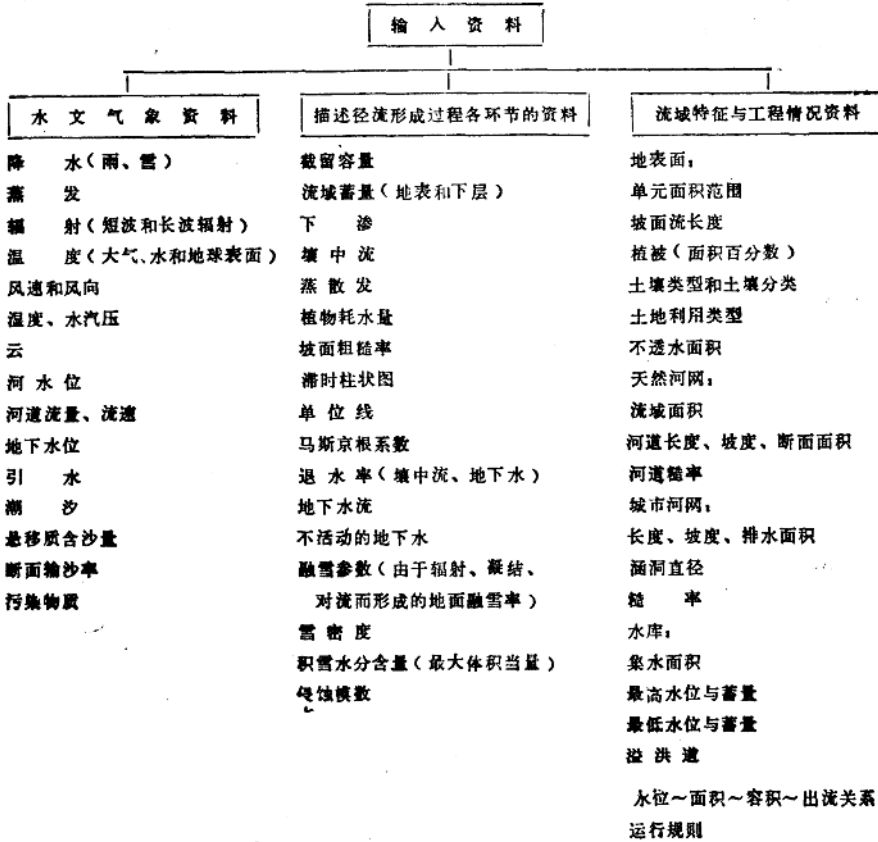 输入资料
水文气象资料
降水(雨、雪)
蒸发
辐射(短波和长波辐射)
温度(大气、水和地球表面)
风速和风向
湿度、水汽压
云
河水位
河道流量、流速
地下水位
引水
潮汐
悬移质含沙量
断面输沙率
污染物质
描述径流形成过程各环节的资料
截留容量
流域蓄量(地表和下层)
下渗
壤中流
蒸散发
植物耗水量
坡面粗糙率
滞时柱状图
单位线
马斯京根系数
退水率(壤中流、地下水)
地下水流
不活动的地下水
融雪参数(由于辐射、凝结、
对流而形成的地面融雪率)
雪密度
积雪水分含量(最大体积当量)
侵蚀模数
流域特征与工程情况资料
地表面:
单元面积范围
坡面流长度
植被(面积百分数)
土壤类型和土壤分类
土地利用类型
不透水面积
天然河网:
流域面积
河道长度、坡度、断面面积
河道糙率
城市河网:
长度、坡度、排水面积
涵洞直径
糙率
水库:
集水面积
最高水位与蓄量
最低水位与蓄量
溢洪道
水位~面积~容积~出流关系
运行规则